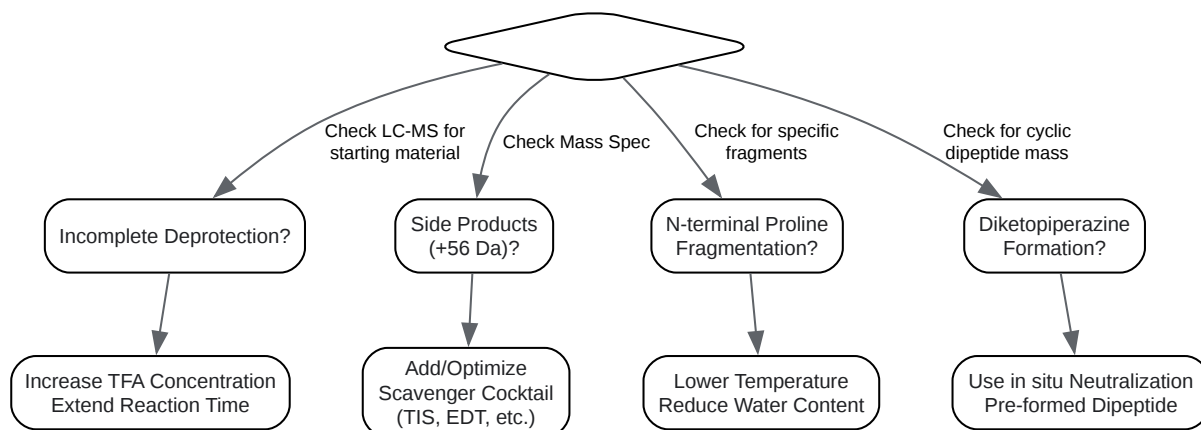 Check LC-MS for
starting material
Check Mass Spec
Check for specific
fragments
Check for cyclic
dipeptide mass
Incomplete Deprotection?
Side Products
(+56 Da)?
N-terminal Proline
Fragmentation?
Diketopiperazine
Formation?
Increase TFA Concentration
Extend Reaction Time
Add/Optimize
Scavenger Cocktail
(TIS, EDT, etc.)
Lower Temperature
Reduce Water Content
Use in situ Neutralization
Pre-formed Dipeptide